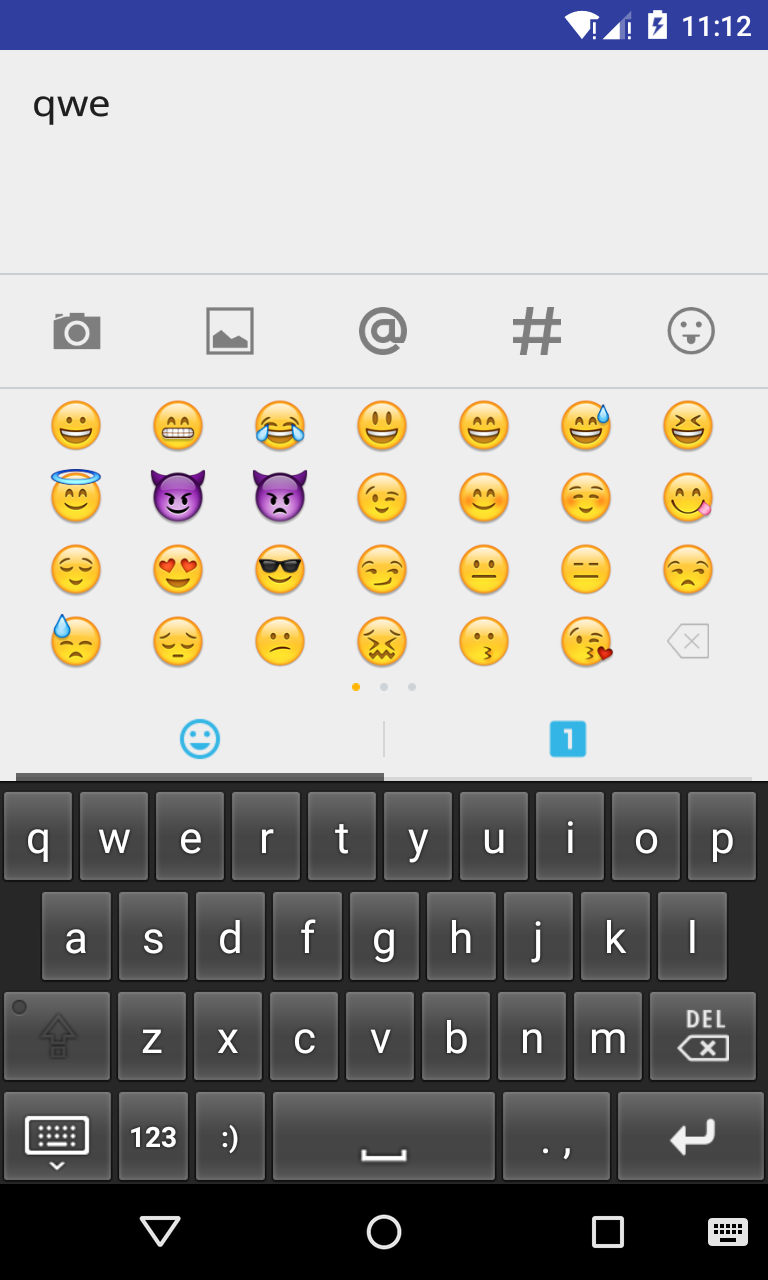 11:12
qwe
@ #
1
q w e r t y u i o p
a s d f g h j k l
z x c v b n m DEL
123 :) . ,